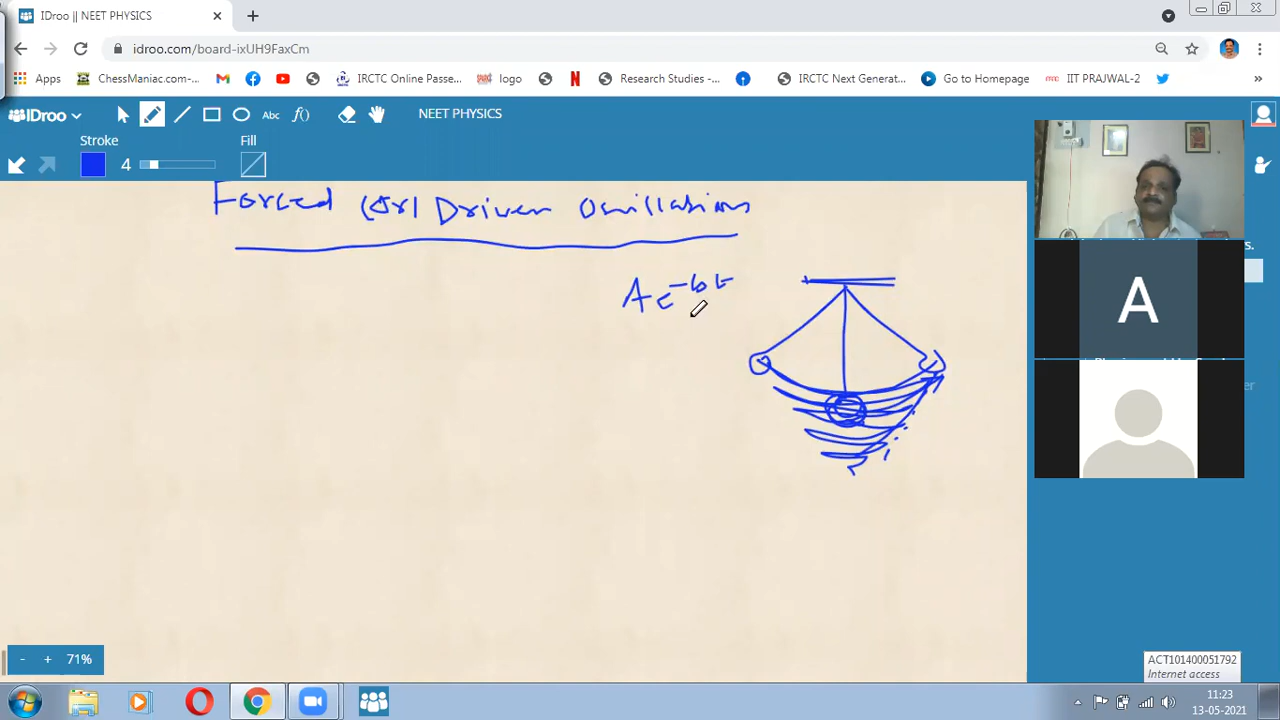 IDroo || NEET PHYSICS
idroo.com/board-ixUH9FaxCm
Apps ChessManiac.com-... IRCTC Online Passe... logo Research Studies -... IRCTC Next Generat... Go to Homepage IIT PRAJWAL-2 »
IDroo Abc f() NEET PHYSICS
Stroke Fill
4
Forced (Or) Driven Oscillations
A e^-bt
s.
A
- + 71%
ACT101400051792
Internet access
11:23
13-05-2021